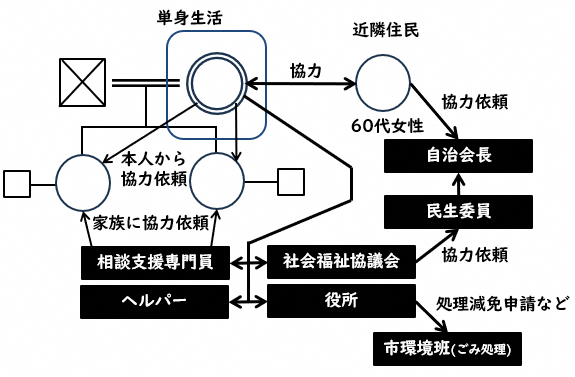 単身生活
近隣住民
協力
協力依頼
60代女性
自治会長
本人から
協力依頼
民生委員
家族に協力依頼
相談支援専門員
社会福祉協議会
協力依頼
ヘルパー
役所
処理減免申請など
市環境班(ごみ処理)